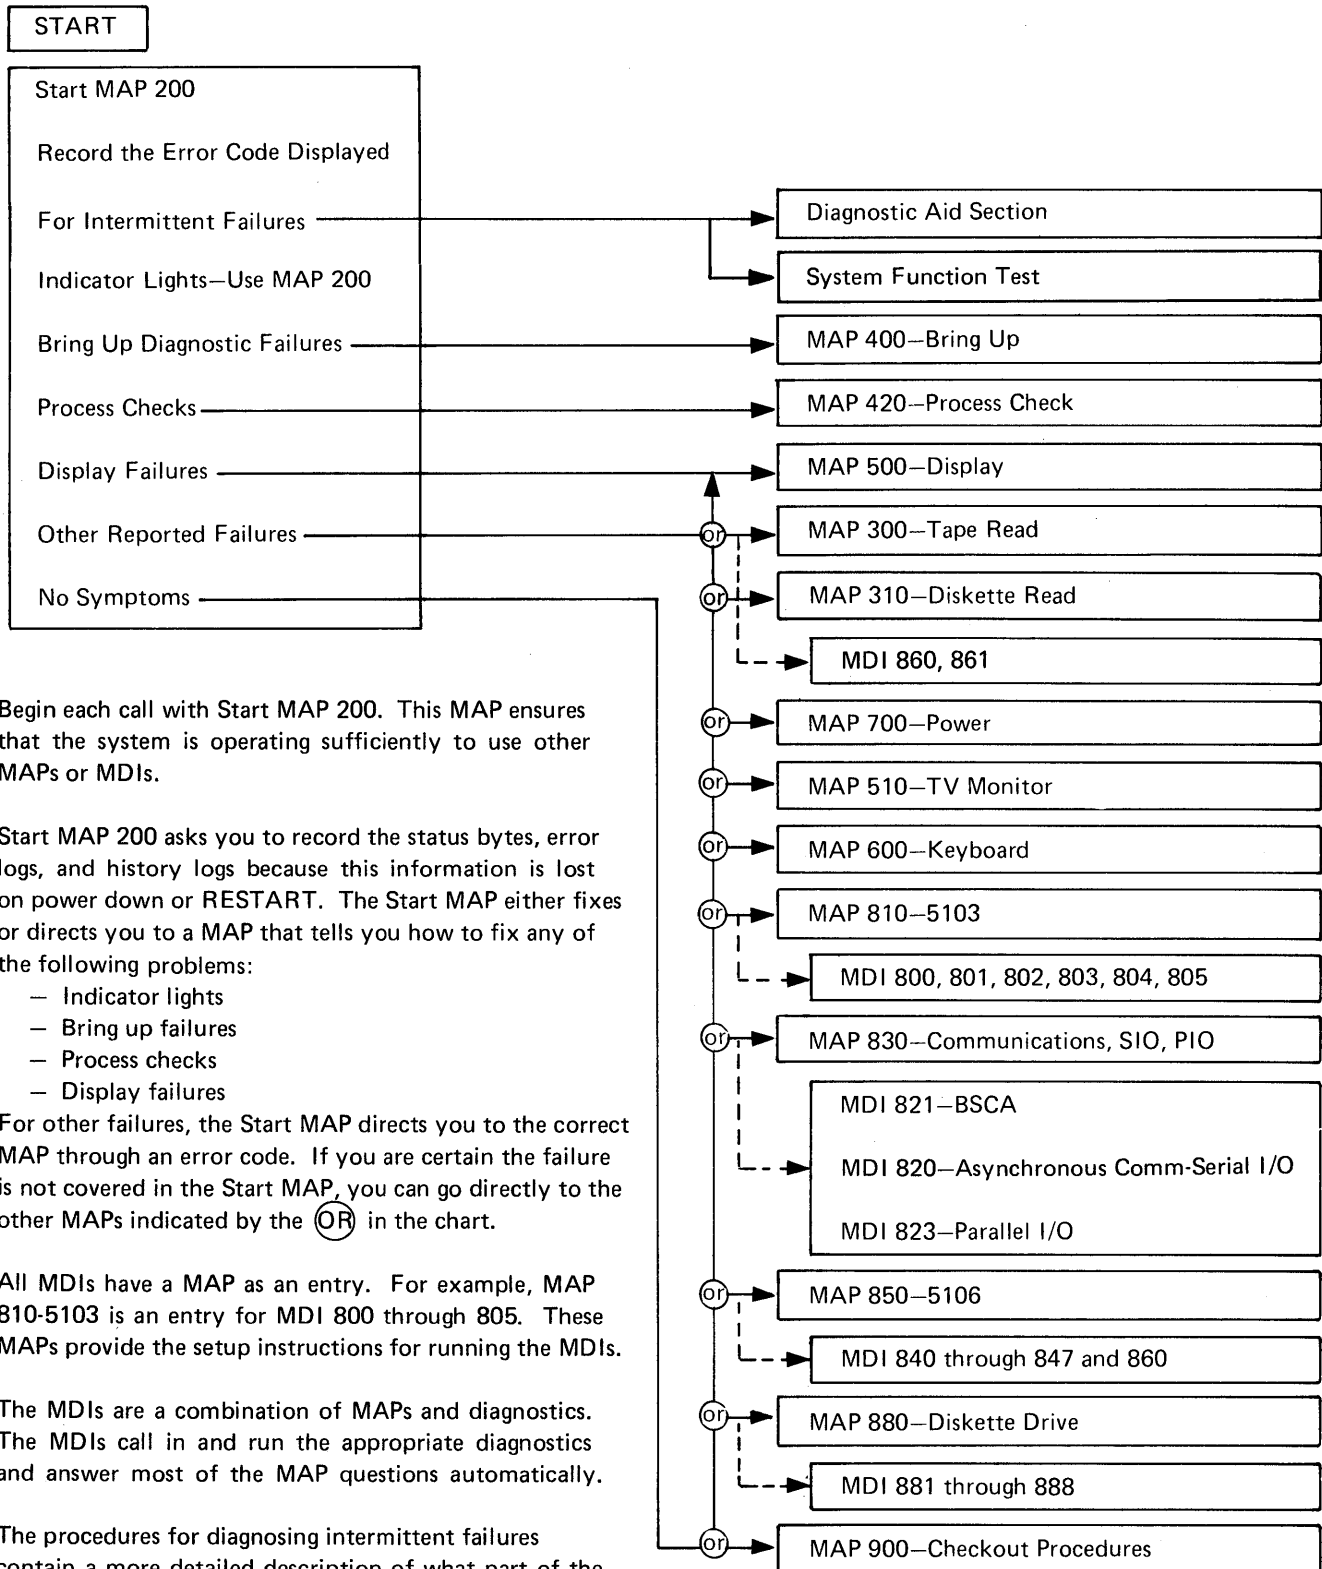 START
Start MAP 200
Record the Error Code Displayed
For Intermittent Failures
Indicator Lights—Use MAP 200
Bring Up Diagnostic Failures
Process Checks
Display Failures
Other Reported Failures
No Symptoms
Diagnostic Aid Section
System Function Test
MAP 400—Bring Up
MAP 420—Process Check
MAP 500—Display
or
MAP 300—Tape Read
or
MAP 310—Diskette Read
MDI 860, 861
or
MAP 700—Power
or
MAP 510—TV Monitor
or
MAP 600—Keyboard
or
MAP 810—5103
MDI 800, 801, 802, 803, 804, 805
or
MAP 830—Communications, SIO, PIO
MDI 821—BSCA
MDI 820—Asynchronous Comm-Serial I/O
MDI 823—Parallel I/O
or
MAP 850—5106
MDI 840 through 847 and 860
or
MAP 880—Diskette Drive
MDI 881 through 888
or
MAP 900—Checkout Procedures
Begin each call with Start MAP 200. This MAP ensures
that the system is operating sufficiently to use other
MAPs or MDIs.
Start MAP 200 asks you to record the status bytes, error
logs, and history logs because this information is lost
on power down or RESTART. The Start MAP either fixes
or directs you to a MAP that tells you how to fix any of
the following problems:
— Indicator lights
— Bring up failures
— Process checks
— Display failures
For other failures, the Start MAP directs you to the correct
MAP through an error code. If you are certain the failure
is not covered in the Start MAP, you can go directly to the
other MAPs indicated by the OR in the chart.
All MDIs have a MAP as an entry. For example, MAP
810-5103 is an entry for MDI 800 through 805. These
MAPs provide the setup instructions for running the MDIs.
The MDIs are a combination of MAPs and diagnostics.
The MDIs call in and run the appropriate diagnostics
and answer most of the MAP questions automatically.
The procedures for diagnosing intermittent failures
contain a more detailed description of what part of the